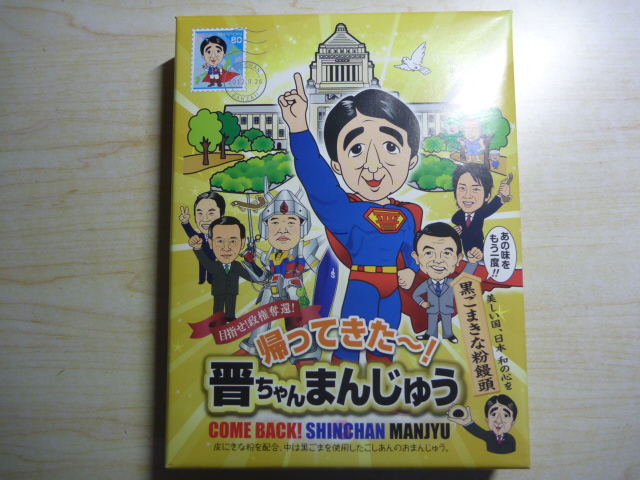 80
9.26
あの味を
もう一度!!
美しい国、日本 和の心を
黒ごまきな粉饅頭
目指せ!政権奪還!
帰ってきた〜!
晋ちゃんまんじゅう
COME BACK! SHINCHAN MANJYU
皮にきな粉を配合、中は黒ごまを使用したこしあんのおまんじゅう。